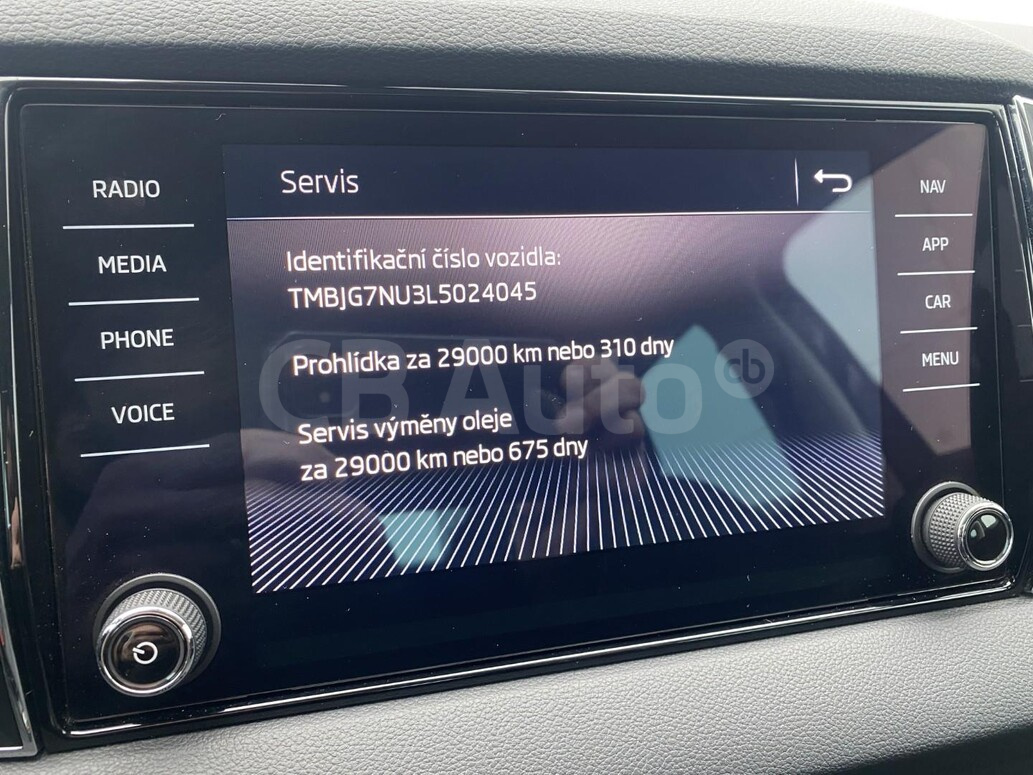 RADIO
MEDIA
PHONE
VOICE
Servis
Identifikační číslo vozidla:
TMBJG7NU3L5024045
Prohlídka za 29000 km nebo 310 dny
Servis výměny oleje
za 29000 km nebo 675 dny
NAV
APP
CAR
MENU
CB Auto cb